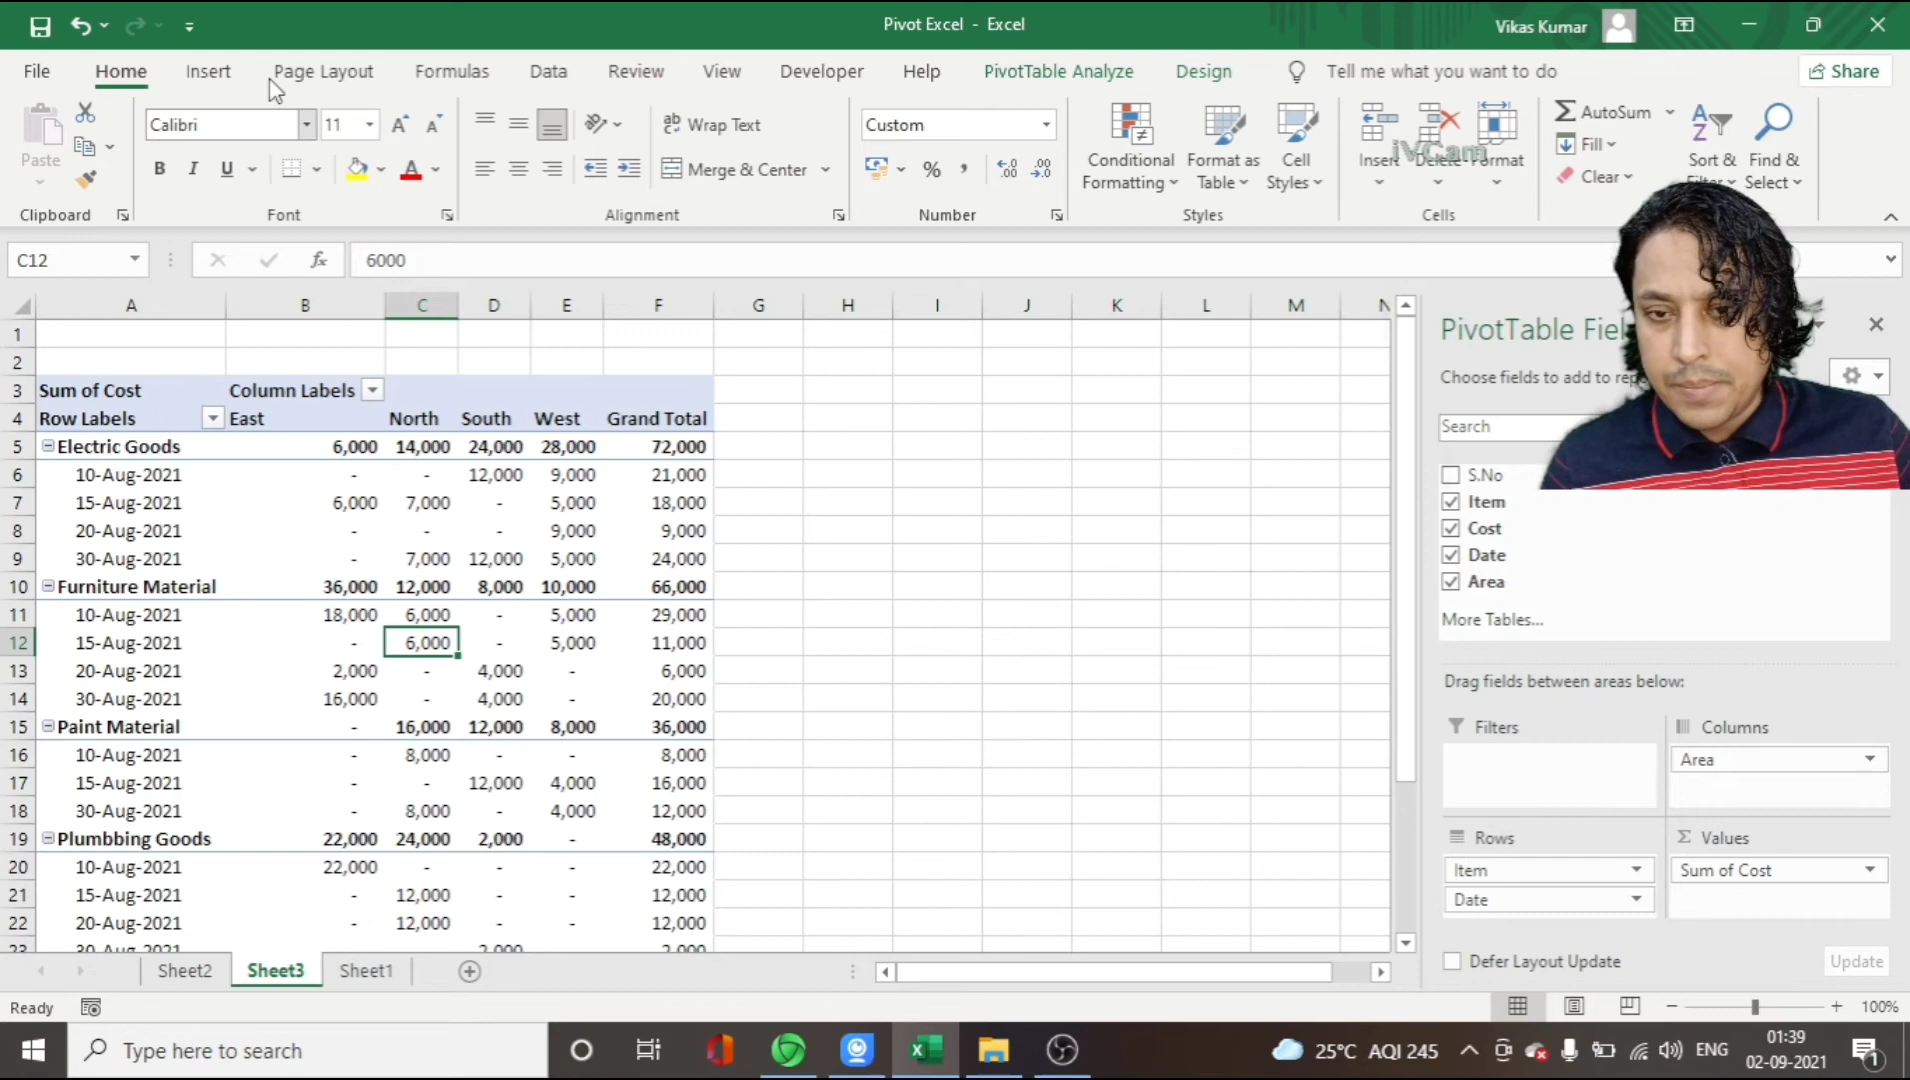 Pivot Excel - Excel
Vikas Kumar
File Home Insert Page Layout Formulas Data Review View Developer Help PivotTable Analyze Design Tell me what you want to do Share
Paste
Clipboard
Calibri 11
B I U
Font
Wrap Text
Merge & Center
Alignment
Custom
%
Number
Conditional Formatting
Format as Table
Cell Styles
Styles
Insert
Delete
Format
Cells
iVCam
AutoSum
Fill
Clear
Sort &
Find & Select
C12 fx 6000
A B C D E F G H I J K L M N
1
2
3 Sum of Cost Column Labels
4 Row Labels East North South West Grand Total
5 Electric Goods 6,000 14,000 24,000 28,000 72,000
6 10-Aug-2021 - - 12,000 9,000 21,000
7 15-Aug-2021 6,000 7,000 - 5,000 18,000
8 20-Aug-2021 - - - 9,000 9,000
9 30-Aug-2021 - 7,000 12,000 5,000 24,000
10 Furniture Material 36,000 12,000 8,000 10,000 66,000
11 10-Aug-2021 18,000 6,000 - 5,000 29,000
12 15-Aug-2021 - 6,000 - 5,000 11,000
13 20-Aug-2021 2,000 - 4,000 - 6,000
14 30-Aug-2021 16,000 - 4,000 - 20,000
15 Paint Material - 16,000 12,000 8,000 36,000
16 10-Aug-2021 - 8,000 - - 8,000
17 15-Aug-2021 - - 12,000 4,000 16,000
18 30-Aug-2021 - 8,000 - 4,000 12,000
19 Plumbbing Goods 22,000 24,000 2,000 - 48,000
20 10-Aug-2021 22,000 - - - 22,000
21 15-Aug-2021 - 12,000 - - 12,000
22 20-Aug-2021 - 12,000 - - 12,000
23 30-Aug-2021 2,000 2,000
PivotTable
Choose fields to add to
Search
S.No
Item
Cost
Date
Area
More Tables...
Drag fields between areas below:
Filters
Columns
Area
Rows
Item
Date
Σ Values
Sum of Cost
Defer Layout Update
Update
Sheet2 Sheet3 Sheet1
Ready
100%
Type here to search
25°C AQI 245
ENG
01:39
02-09-2021
1